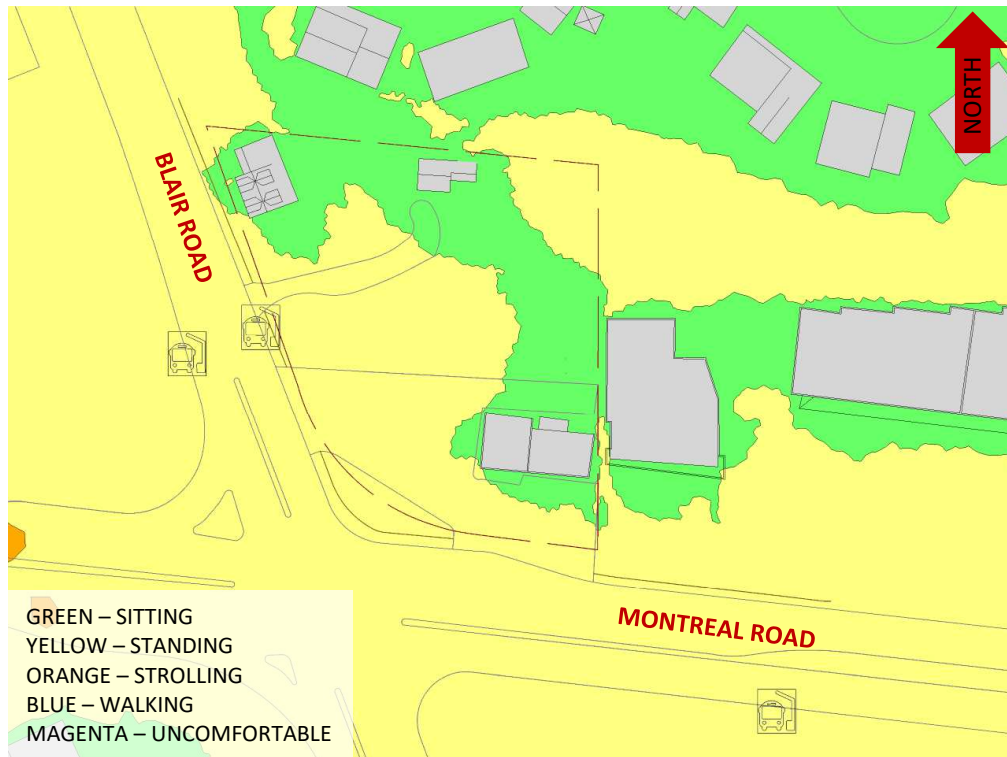 NORTH
BLAIR ROAD
MONTREAL ROAD
GREEN – SITTING
YELLOW – STANDING
ORANGE – STROLLING
BLUE – WALKING
MAGENTA – UNCOMFORTABLE